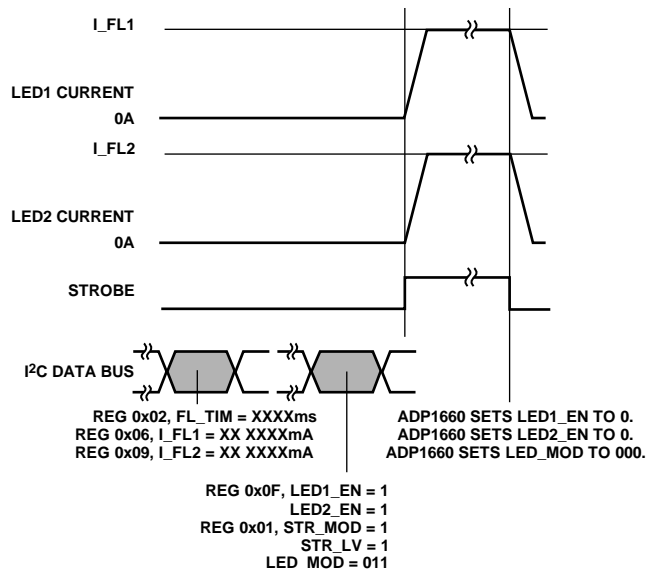 I_FL1
LED1 CURRENT
0A
I_FL2
LED2 CURRENT
0A
STROBE
I2C DATA BUS
REG 0x02, FL_TIM = XXXXms
REG 0x06, I_FL1 = XX XXXXmA
REG 0x09, I_FL2 = XX XXXXmA
ADP1660 SETS LED1_EN TO 0.
ADP1660 SETS LED2_EN TO 0.
ADP1660 SETS LED_MOD TO 000.
REG 0x0F, LED1_EN = 1
LED2_EN = 1
REG 0x01, STR_MOD = 1
STR_LV = 1
LED_MOD = 011